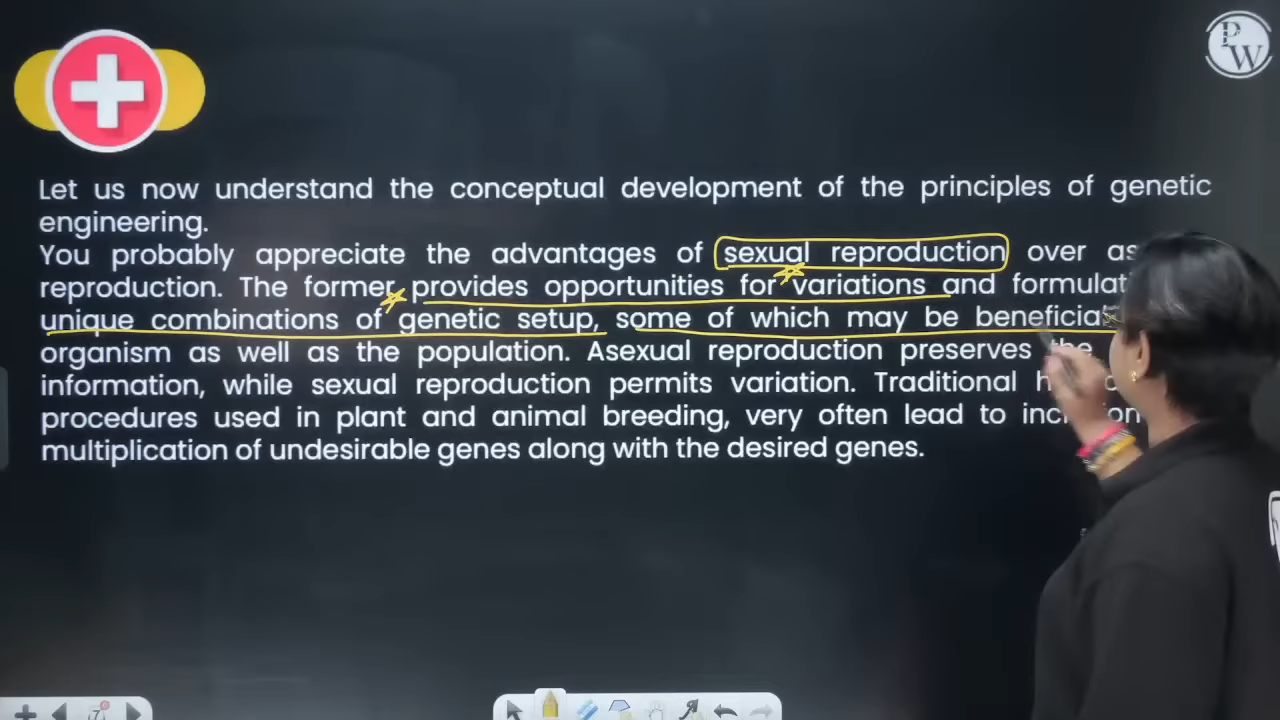 P
W
Let us now understand the conceptual development of the principles of genetic
engineering.
You probably appreciate the advantages of sexual reproduction over
reproduction. The former provides opportunities for variations and
unique combinations of genetic setup, some of which may be
organism as well as the population. Asexual reproduction preserves the
information, while sexual reproduction permits variation. Traditional
procedures used in plant and animal breeding, very often lead to
multiplication of undesirable genes along with the desired genes.